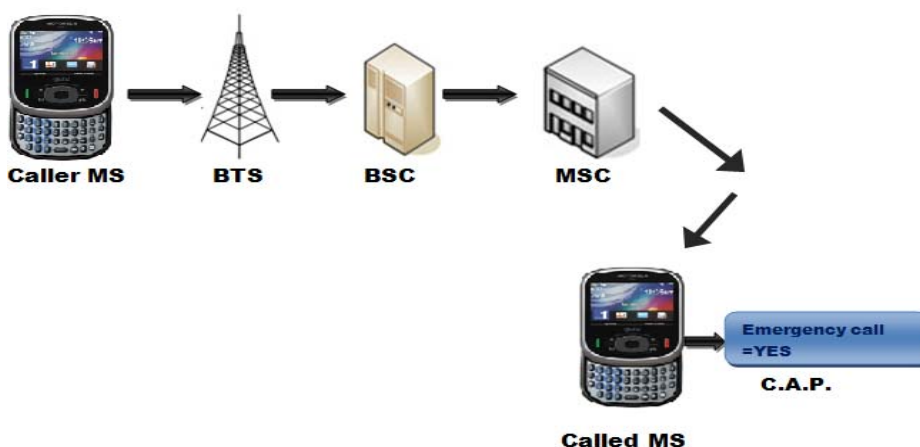 Caller MS
BTS
BSC
MSC
Emergency call
=YES
C.A.P.
Called MS